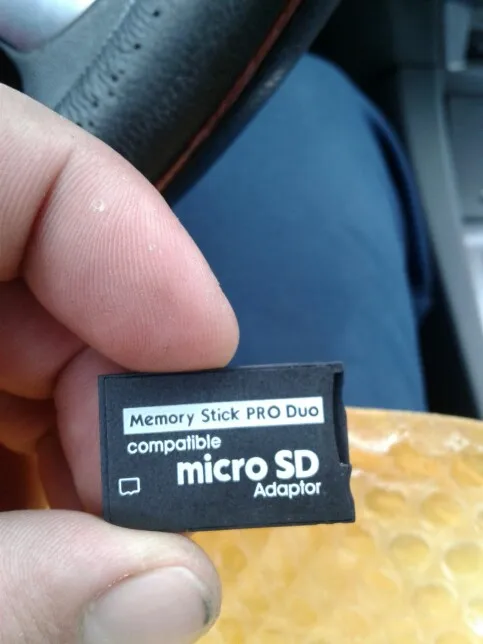 Memory Stick PRO Duo
compatible
micro SD
Adaptor